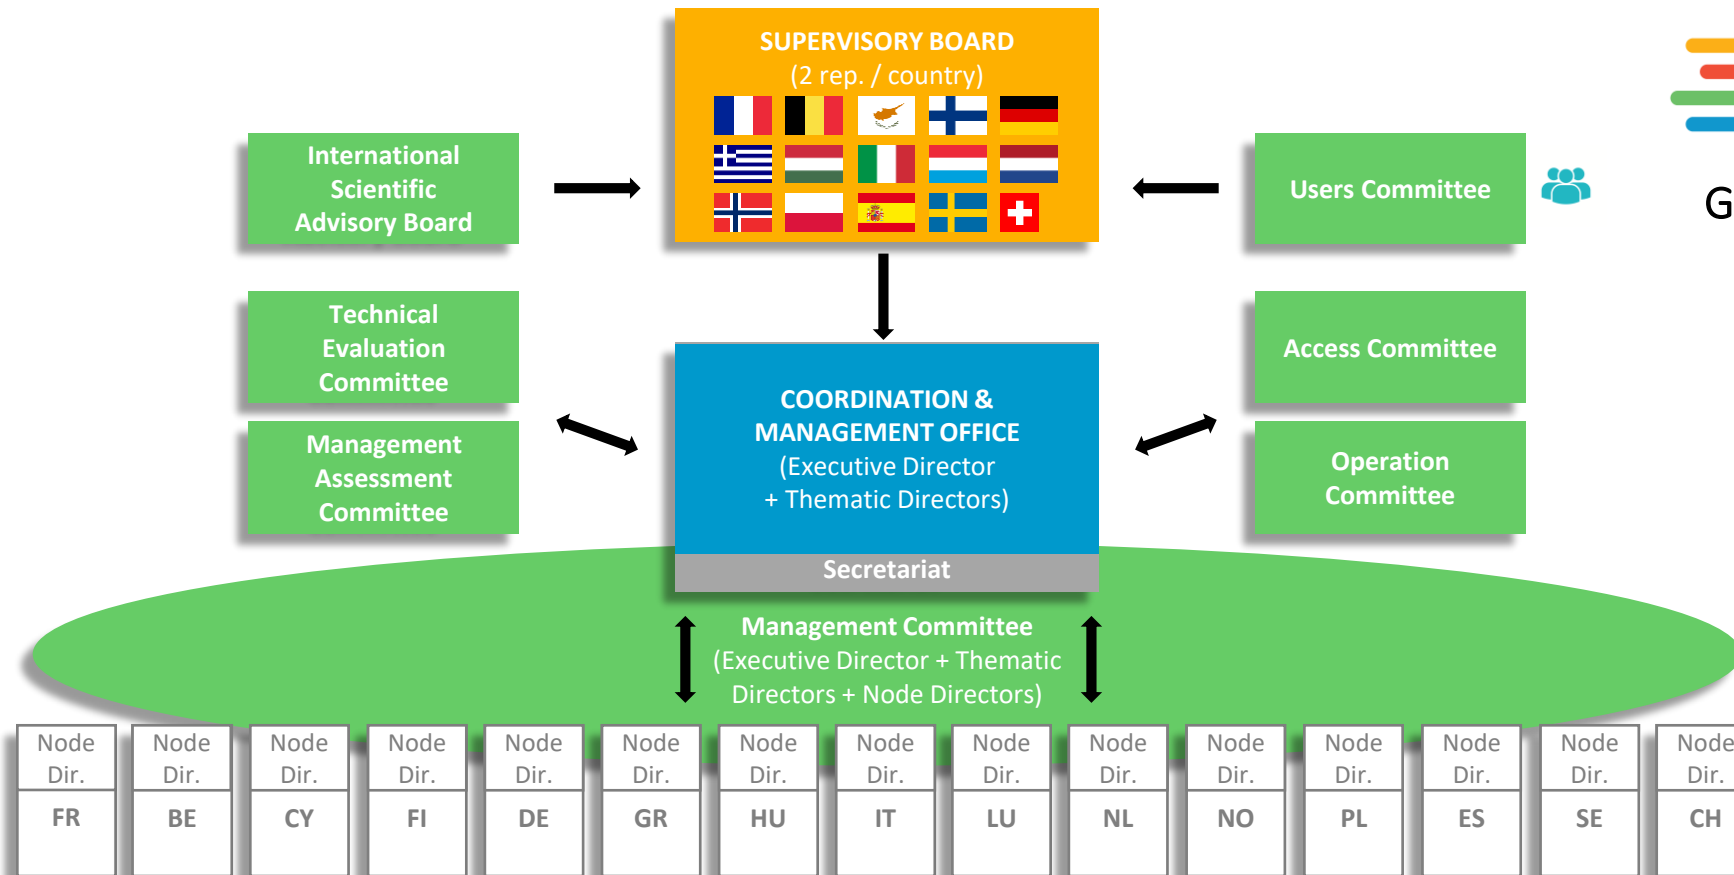 SUPERVISORY BOARD
(2 rep. / country)
International
Scientific
Advisory Board
Users Committee
G
Technical
Evaluation
Committee
Access Committee
Management
Assessment
Committee
COORDINATION &
MANAGEMENT OFFICE
(Executive Director
+ Thematic Directors)
Operation
Committee
Secretariat
Management Committee
(Executive Director + Thematic
Directors + Node Directors)
Node
Dir.
FR
Node
Dir.
BE
Node
Dir.
CY
Node
Dir.
FI
Node
Dir.
DE
Node
Dir.
GR
Node
Dir.
HU
Node
Dir.
IT
Node
Dir.
LU
Node
Dir.
NL
Node
Dir.
NO
Node
Dir.
PL
Node
Dir.
ES
Node
Dir.
SE
Node
Dir.
CH